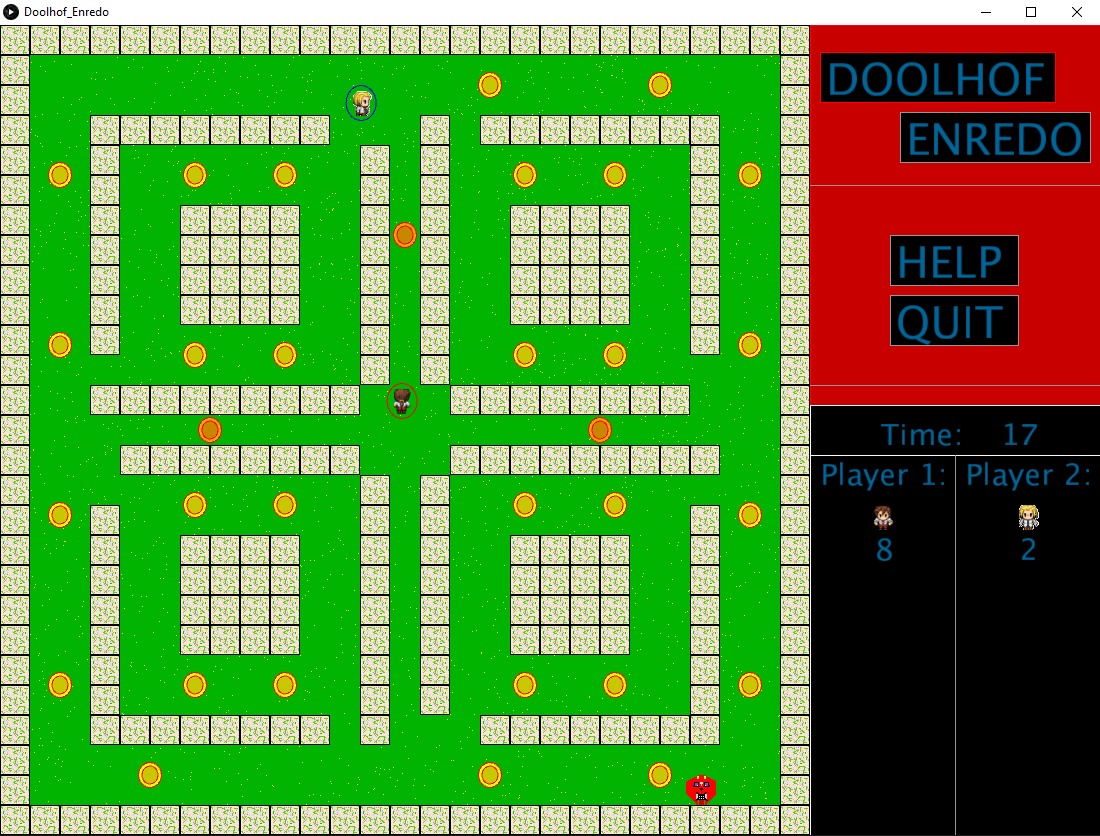 Doolhof_Enredo
DOOLHOF
ENREDO
HELP
QUIT
Time: 17
Player 1: Player 2:
8 2